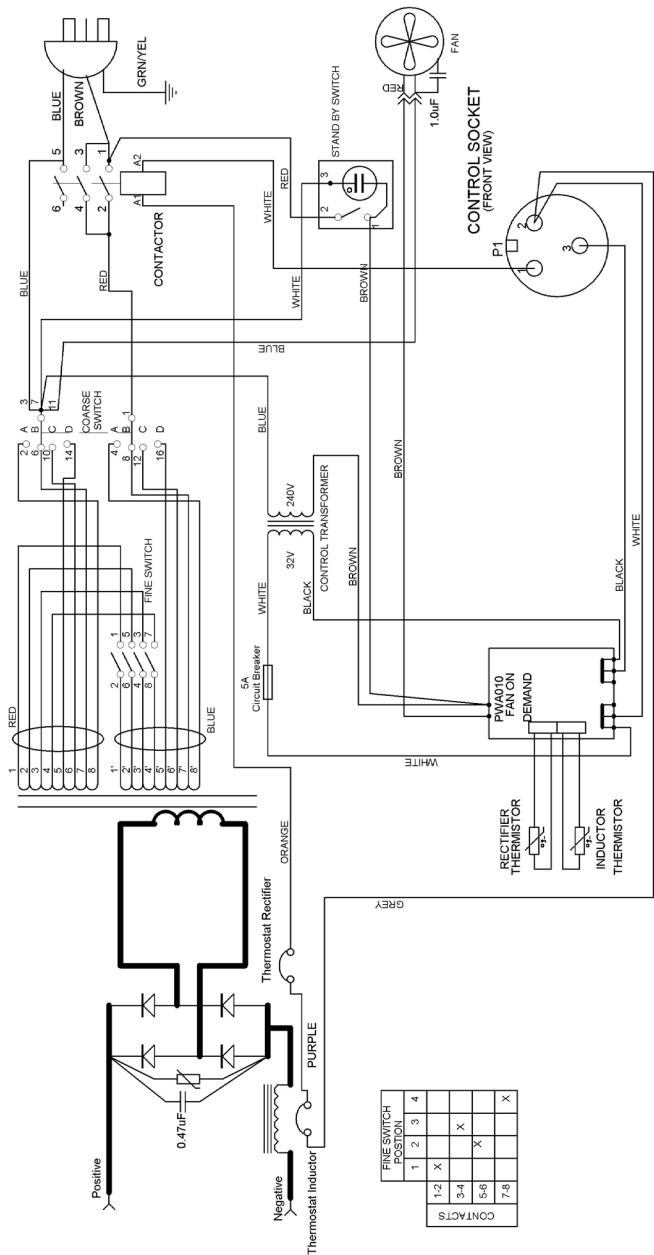 GRN/YEL
BLUE
BROWN
5
3
1
6
4
2
A2
A1
CONTACTOR
BLUE
RED
RED
WHITE
WHITE
STAND BY SWITCH
3
2
1
BROWN
BLUE
FAN
RED
1.0uF
CONTROL SOCKET
(FRONT VIEW)
P1
1
2
3
3
7
11
COARSE
SWITCH
A
B
C
D
2
6
10
14
A
B
C
D
1
4
8
12
16
BLUE
240V
32V
CONTROL TRANSFORMER
WHITE
BLACK
BROWN
BROWN
BLACK
WHITE
FINE SWITCH
1
5
3
7
2
6
4
8
RED
BLUE
1
2
3
4
5
6
7
8
1'
2'
3'
4'
5'
6'
7'
8'
5A
Circuit Breaker
PWA010
FAN ON
DEMAND
WHITE
RECTIFIER
THERMISTOR
INDUCTOR
THERMISTOR
ORANGE
GREY
Thermostat Rectifier
PURPLE
0.47uF
Positive
Negative
Thermostat Inductor
FINE SWITCH
POSTION
1 2 3 4
CONTACTS
1-2 X
3-4 X
5-6 X
7-8 X